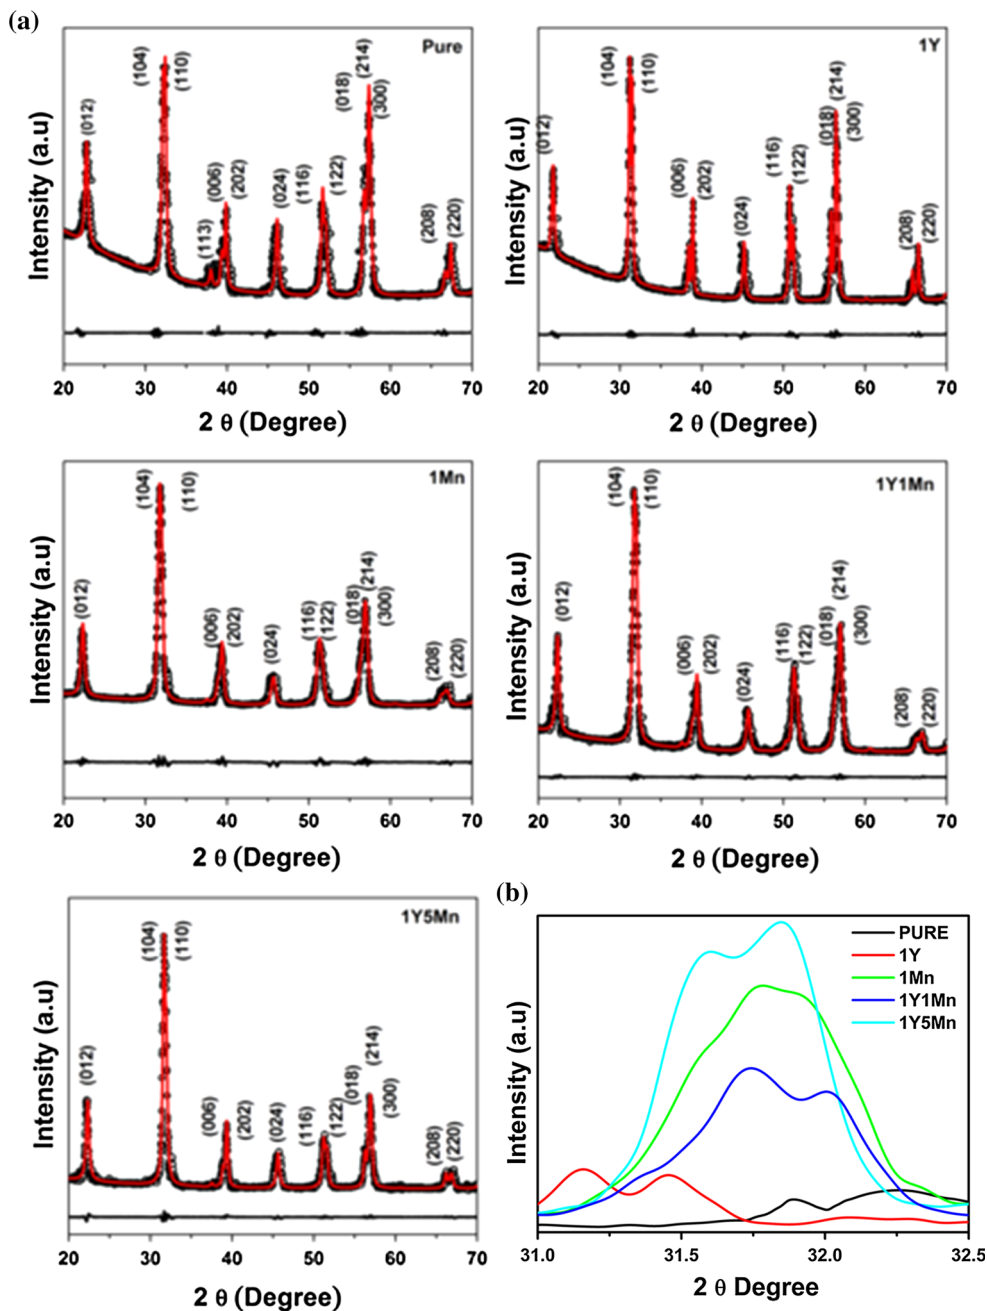 (a)
Pure
(012)
(104)
(110)
(113)
(006)
(202)
(024)
(116)
(122)
(018)
(214)
(300)
(208)
(220)
Intensity (a.u)
20 30 40 50 60 70
2 θ (Degree)
1Y
(012)
(104)
(110)
(006)
(202)
(024)
(116)
(122)
(018)
(214)
(300)
(208)
(220)
Intensity (a.u)
20 30 40 50 60 70
2 θ (Degree)
1Mn
(012)
(104)
(110)
(006)
(202)
(024)
(116)
(122)
(018)
(214)
(300)
(208)
(220)
Intensity (a.u)
20 30 40 50 60 70
2 θ (Degree)
1Y1Mn
(012)
(104)
(110)
(006)
(202)
(024)
(116)
(122)
(018)
(214)
(300)
(208)
(220)
Intensity (a.u)
20 30 40 50 60 70
2 θ (Degree)
1Y5Mn
(012)
(104)
(110)
(006)
(202)
(024)
(116)
(122)
(018)
(214)
(300)
(208)
(220)
Intensity (a.u)
20 30 40 50 60 70
2 θ (Degree)
(b)
PURE
1Y
1Mn
1Y1Mn
1Y5Mn
Intensity (a.u)
31.0 31.5 32.0 32.5
2 θ Degree